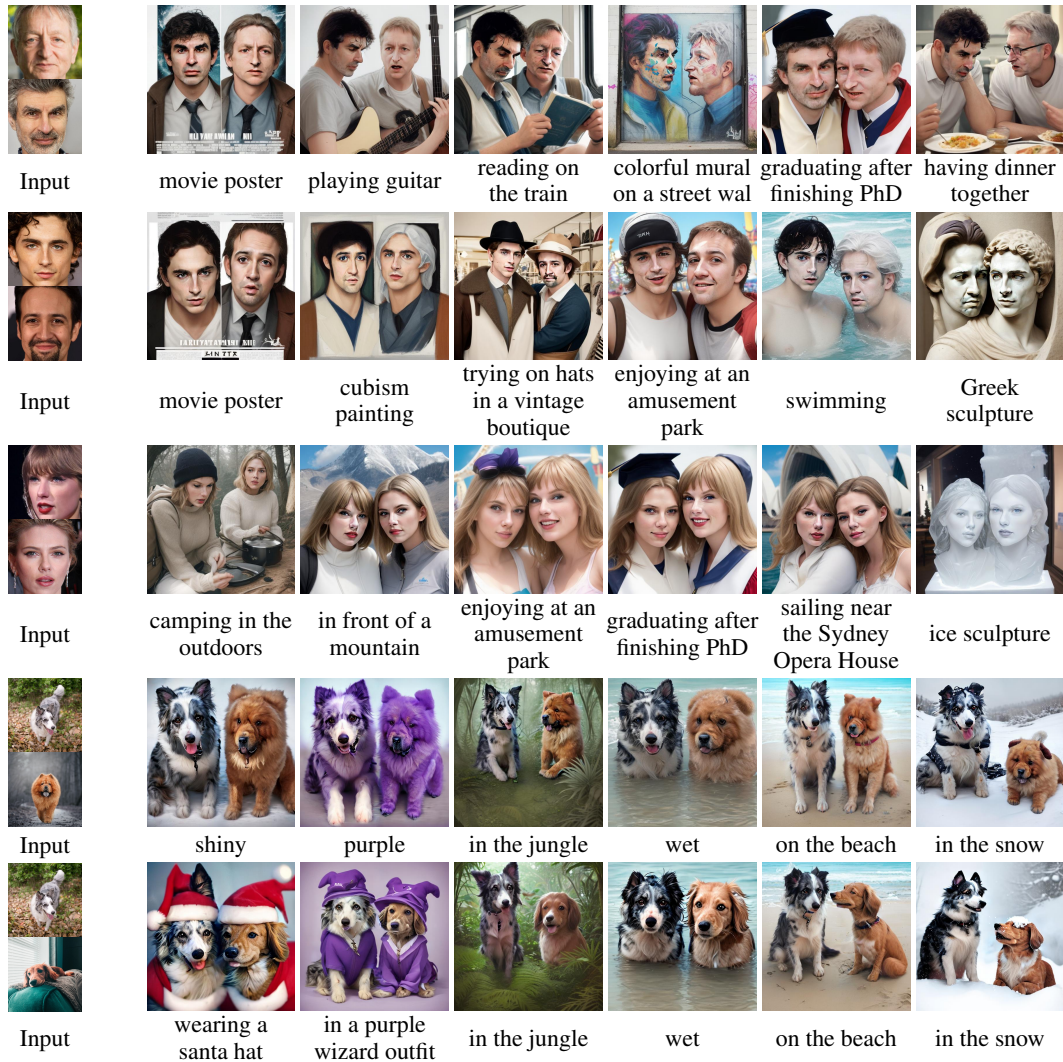 Input
movie poster
playing guitar
reading on
the train
colorful mural
on a street wal
graduating after
finishing PhD
having dinner
together
Input
movie poster
cubism
painting
trying on hats
in a vintage
boutique
enjoying at an
amusement
park
swimming
Greek
sculpture
Input
camping in the
outdoors
in front of a
mountain
enjoying at an
amusement
park
graduating after
finishing PhD
sailing near
the Sydney
Opera House
ice sculpture
Input
shiny
purple
in the jungle
wet
on the beach
in the snow
Input
wearing a
santa hat
in a purple
wizard outfit
in the jungle
wet
on the beach
in the snow